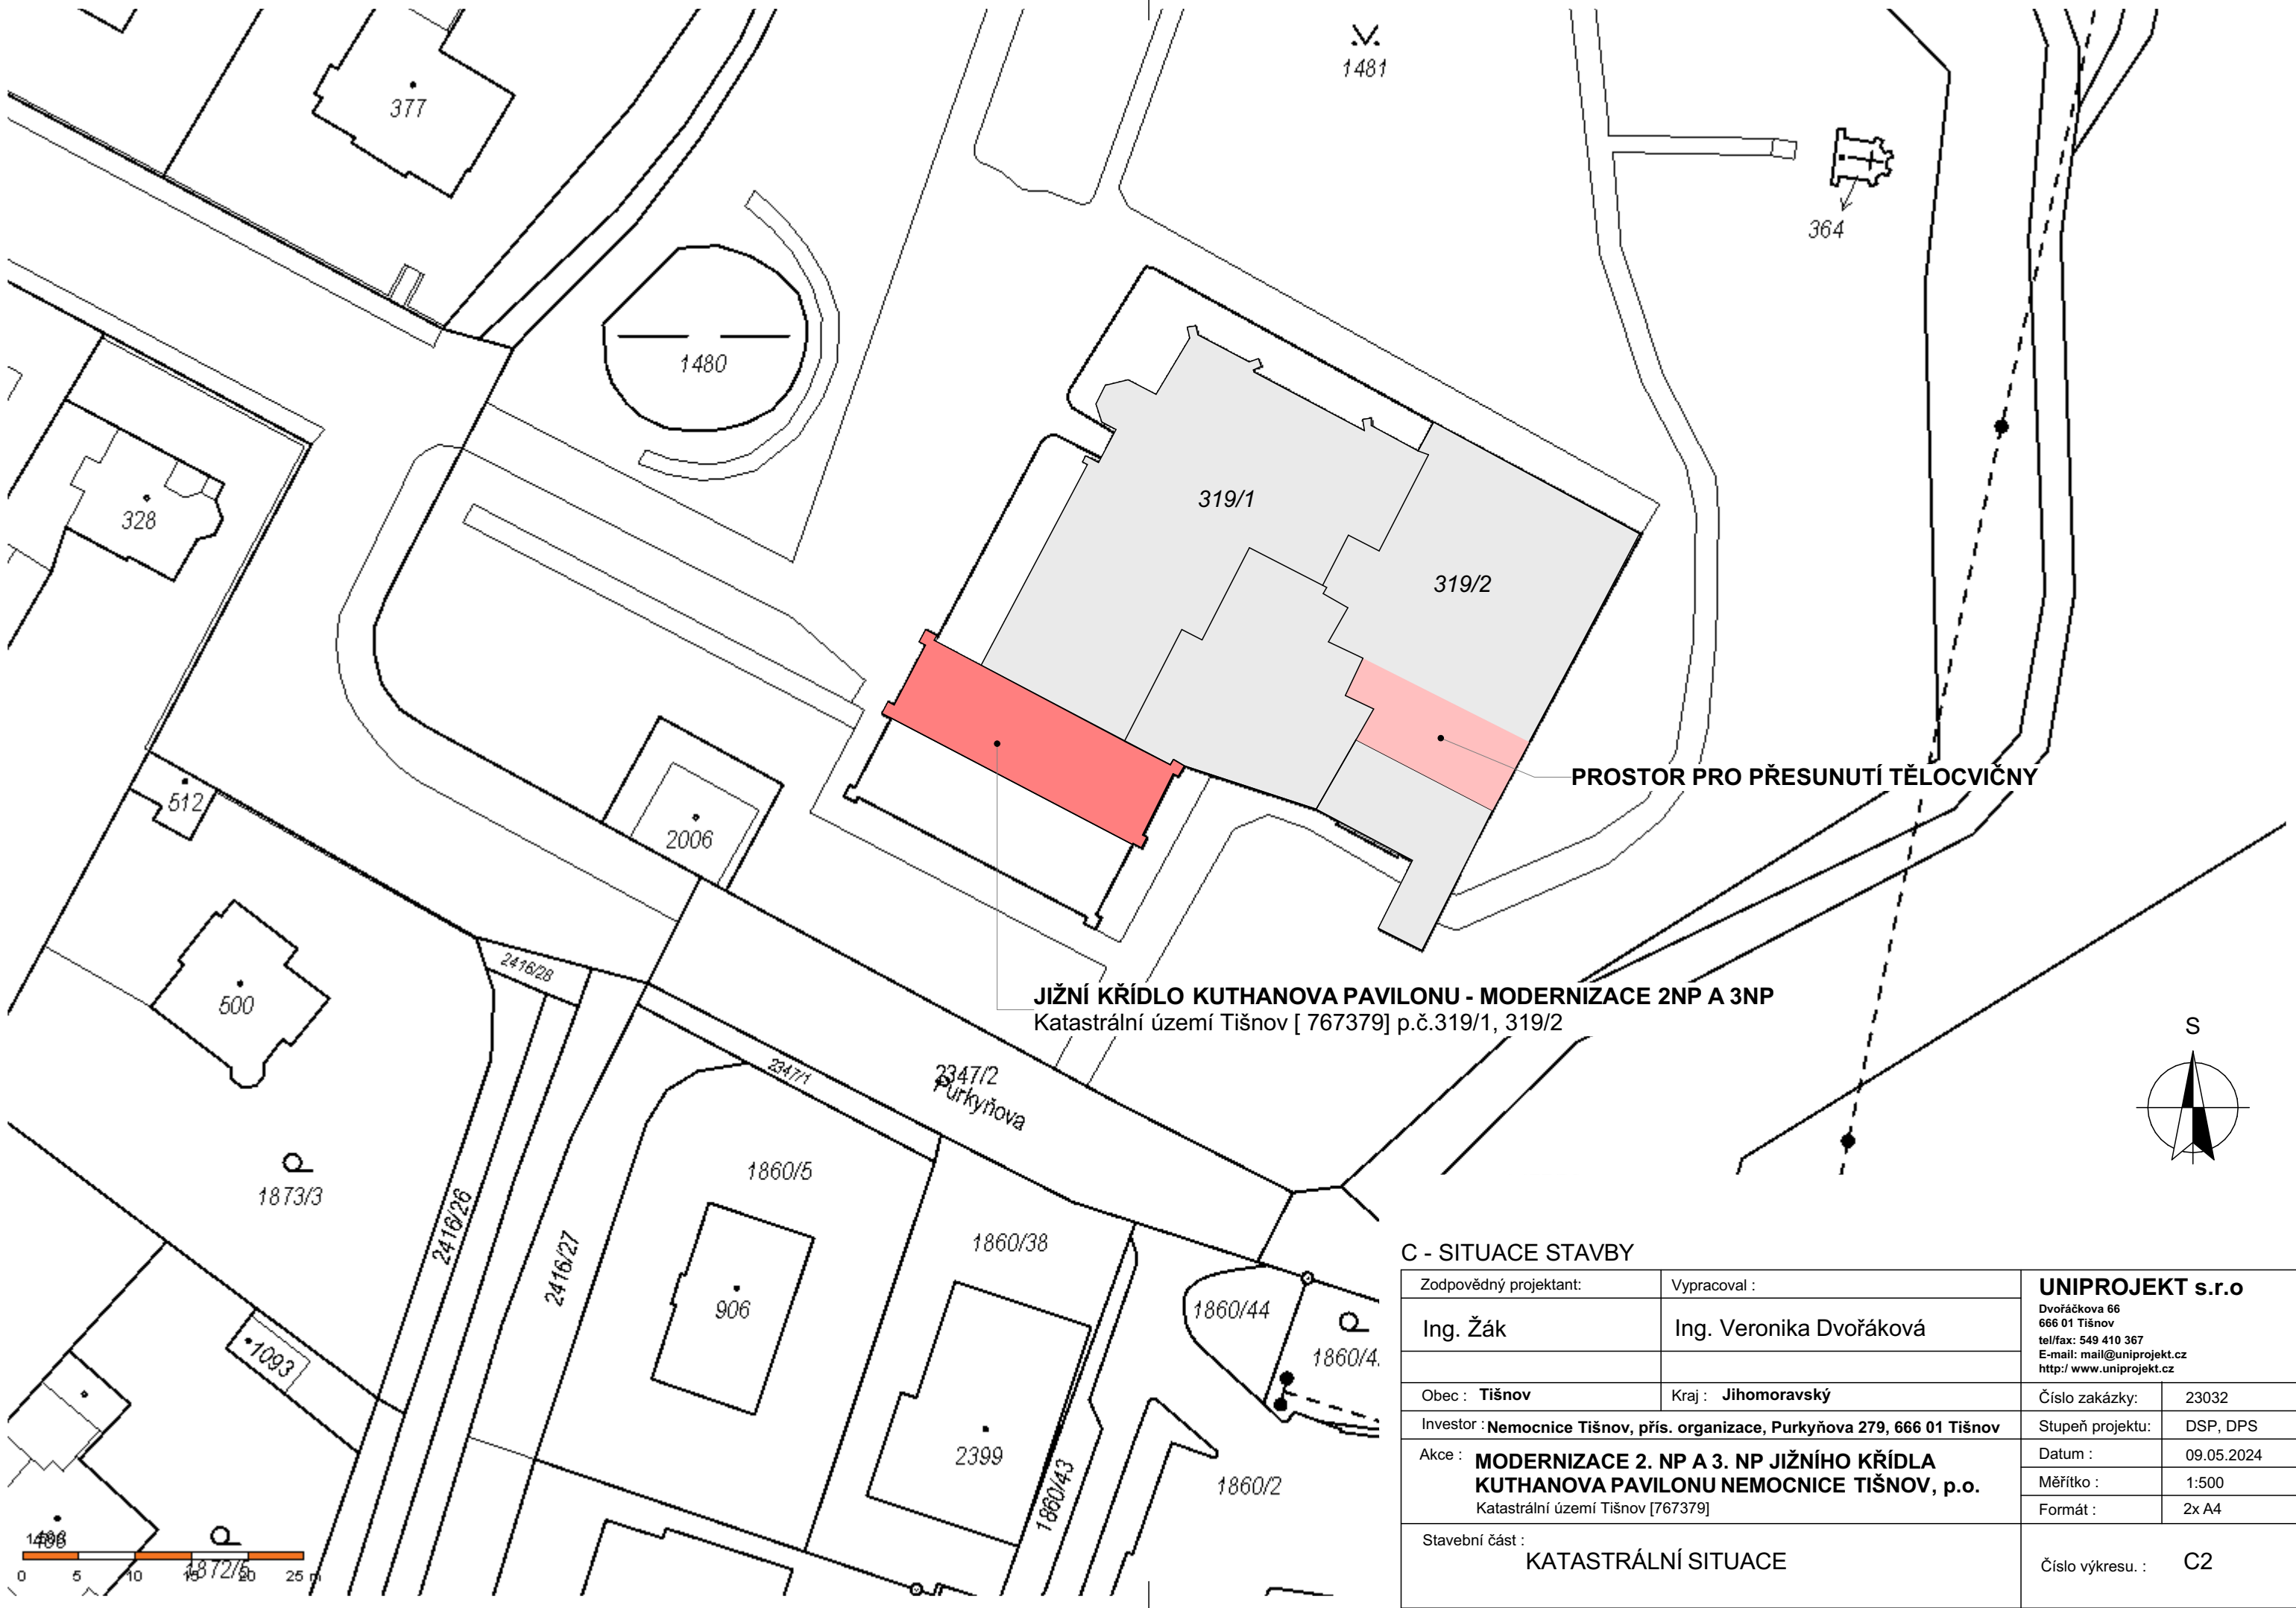 1481
377
364
1480
319/1
328
319/2
PROSTOR PRO PŘESUNUTÍ TĚLOCVIČNY
512
2006
2416/28
500
JIŽNÍ KŘÍDLO KUTHANOVA PAVILONU - MODERNIZACE 2NP A 3NP
Katastrální území Tišnov [ 767379] p.č.319/1, 319/2
S
2347/1
2347/2
Purkyňova
1860/5
1873/3
2416/26
2416/27
1860/38
906
1860/44
1093
2399
1860/43
1860/2
1872/5
0 5 10 15 20 25 m
C - SITUACE STAVBY
Zodpovědný projektant:
Vypracoval :
Ing. Žák
Ing. Veronika Dvořáková
UNIPROJEKT s.r.o
Dvořáčkova 66
666 01 Tišnov
tel/fax: 549 410 367
E-mail: mail@uniprojekt.cz
http:/ www.uniprojekt.cz
Obec : Tišnov
Kraj : Jihomoravský
Číslo zakázky: 23032
Investor : Nemocnice Tišnov, přís. organizace, Purkyňova 279, 666 01 Tišnov
Stupeň projektu: DSP, DPS
Akce : MODERNIZACE 2. NP A 3. NP JIŽNÍHO KŘÍDLA
KUTHANOVA PAVILONU NEMOCNICE TIŠNOV, p.o.
Katastrální území Tišnov [767379]
Datum : 09.05.2024
Měřítko : 1:500
Formát : 2x A4
Stavební část :
KATASTRÁLNÍ SITUACE
Číslo výkresu. : C2